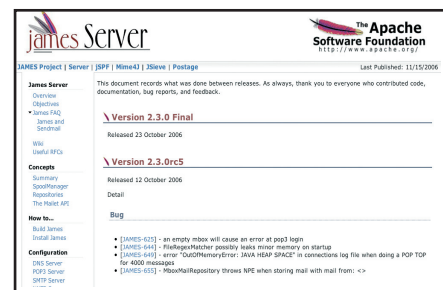 james Server
The Apache
Software Foundation
http://www.apache.org/
JAMES Project | Server | jSPF | Mime4J | JSieve | Postage
Last Published: 11/15/2006
James Server
Overview
Objectives
James FAQ
James and
Sendmail
Wiki
Useful RFCs
Concepts
Summary
SpoolManager
Repositories
The Mailet API
How to...
Build James
Install James
Configuration
DNS Server
POP3 Server
SMTP Server
This document records what was done between releases. As always, thank you to everyone who contributed code,
documentation, bug reports, and feedback.
Version 2.3.0 Final
Released 23 October 2006
Version 2.3.0rc5
Released 12 October 2006
Detail
Bug
[JAMES-625] - an empty mbox will cause an error at pop3 login
[JAMES-644] - FileRegexMatcher possibly leaks minor memory on startup
[JAMES-649] - error "OutOfMemoryError: JAVA HEAP SPACE" in connections log file when doing a POP TOP
for 4000 messages
[JAMES-655] - MboxMailRepository throws NPE when storing mail with mail from: <>